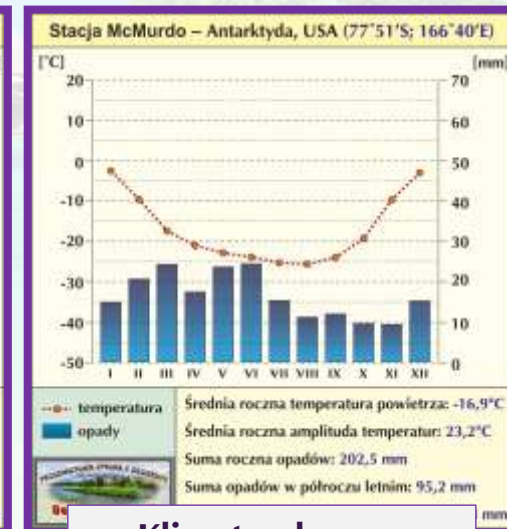 Stacja McMurdo – Antarktyda, USA (77°51'S; 166°40'E)
[°C] [mm]
20 70
10 60
0 50
-10 40
-20 30
-30 20
-40 10
-50 0
I II III IV V VI VII VIII IX X XI XII
temperatura
opady
Średnia roczna temperatura powietrza: -16,9°C
Średnia roczna amplituda temperatur: 23,2°C
Suma roczna opadów: 202,5 mm
Suma opadów w półroczu letnim: 95,2 mm
mm